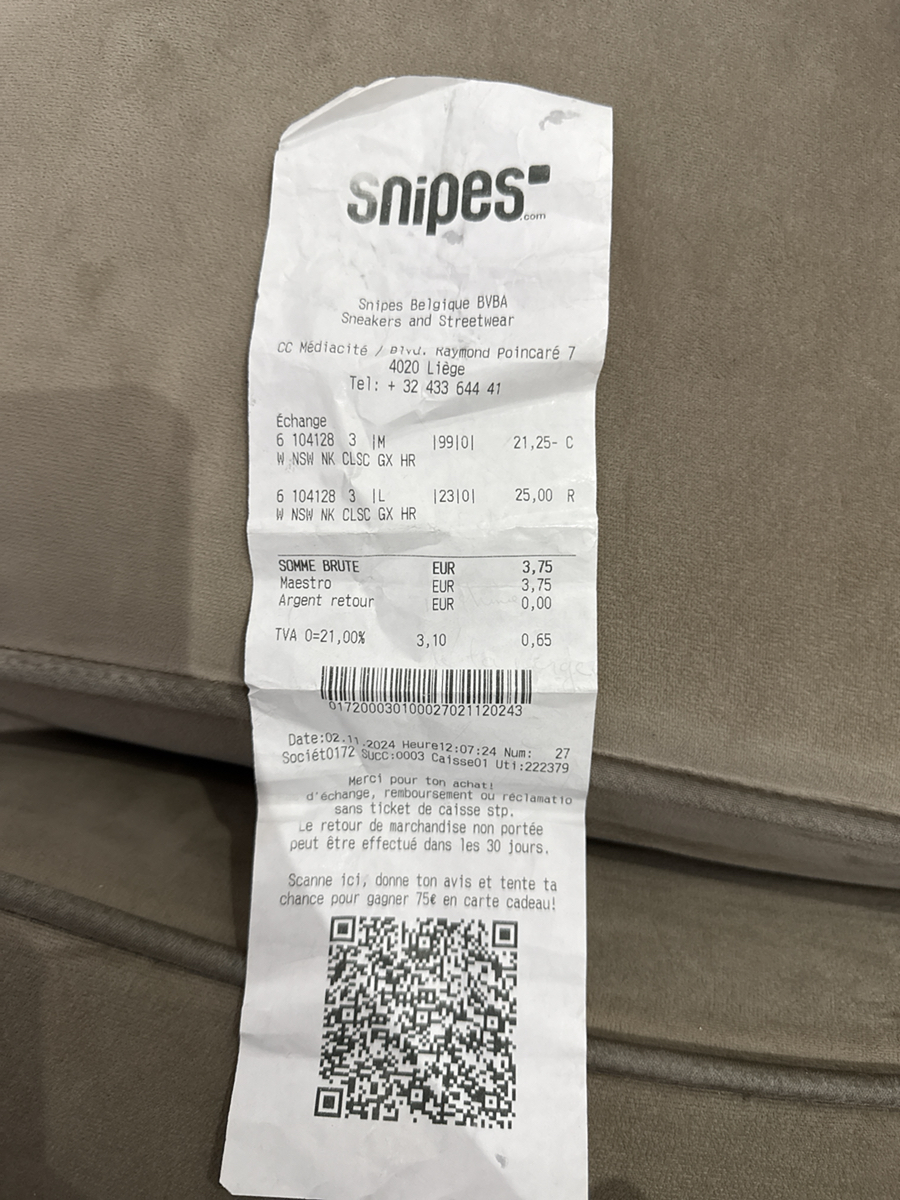 snipes
.com
Snipes Belgique BVBA
Sneakers and Streetwear
CC Médiacité / Blvd. Raymond Poincaré 7
4020 Liège
Tel: + 32 433 644 41
Échange
6 104128 3 |M |99|0| 21,25- C
W NSW NK CLSC GX HR
6 104128 3 |L |23|0| 25,00 R
W NSW NK CLSC GX HR
SOMME BRUTE EUR 3,75
Maestro EUR 3,75
Argent retour EUR 0,00
TVA 0=21,00% 3,10 0,65
017200030100027021120243
Date:02.11.2024 Heure12:07:24 Num: 27
Sociét0172 SUCC:0003 Caisse01 Uti:222379
Merci pour ton achat!
d'échange, remboursement ou réclamatio
sans ticket de caisse stp.
Le retour de marchandise non portée
peut être effectué dans les 30 jours.
Scanne ici, donne ton avis et tente ta
chance pour gagner 75€ en carte cadeau!